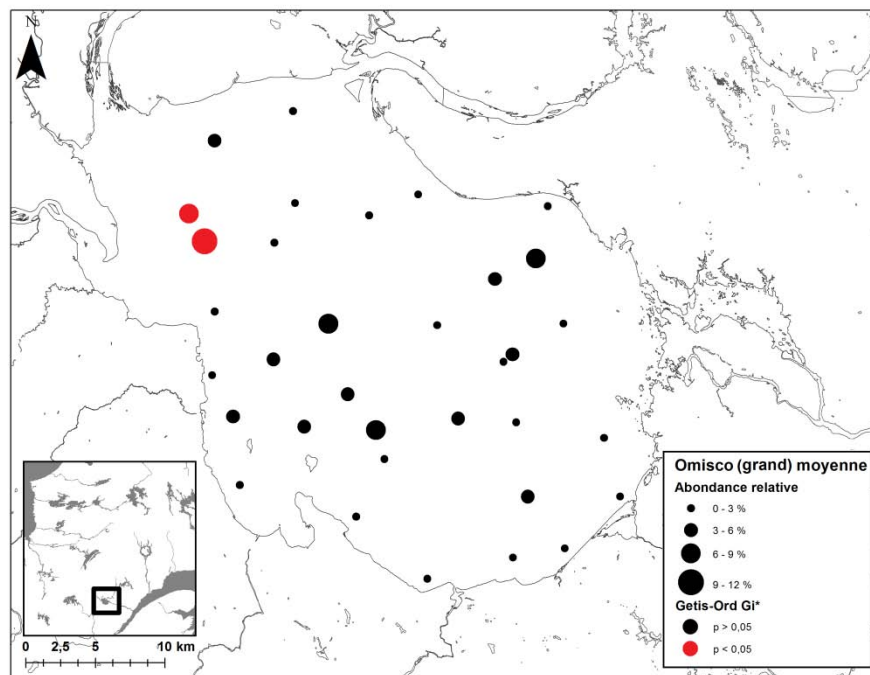 N
Omisco (grand) moyenne
Abondance relative
0 - 3 %
3 - 6 %
6 - 9 %
9 - 12 %
Getis-Ord Gi*
p > 0,05
p < 0,05
0 2,5 5 10 km